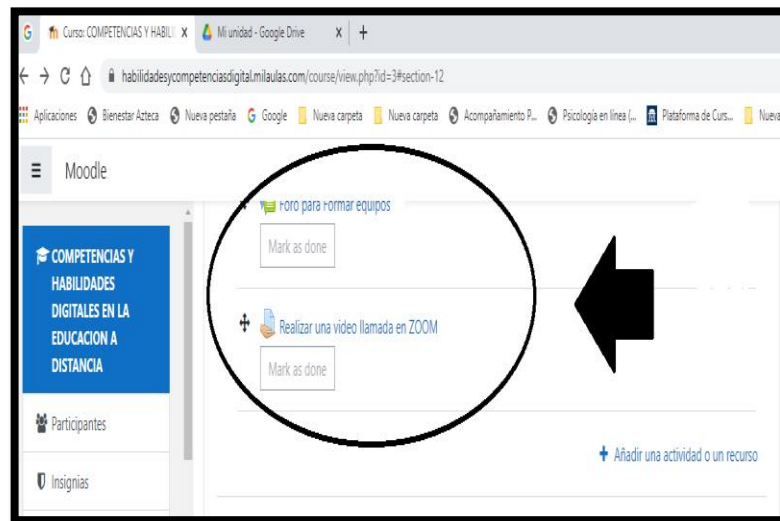 Curso: COMPETENCIAS Y HABILI
Mi unidad - Google Drive
habilidadesycompetenciasdigital.milaulas.com/course/view.php?id=3#section-12
Aplicaciones Bienestar Azteca Nueva pestaña Google Nueva carpeta Nueva carpeta Acompañamiento P... Psicología en línea (... Plataforma de Curs... Nueva
Moodle
COMPETENCIAS Y
HABILIDADES
DIGITALES EN LA
EDUCACION A
DISTANCIA
Participantes
Insignias
Foro para Formar equipos
Mark as done
Realizar una video llamada en ZOOM
Mark as done
Añadir una actividad o un recurso